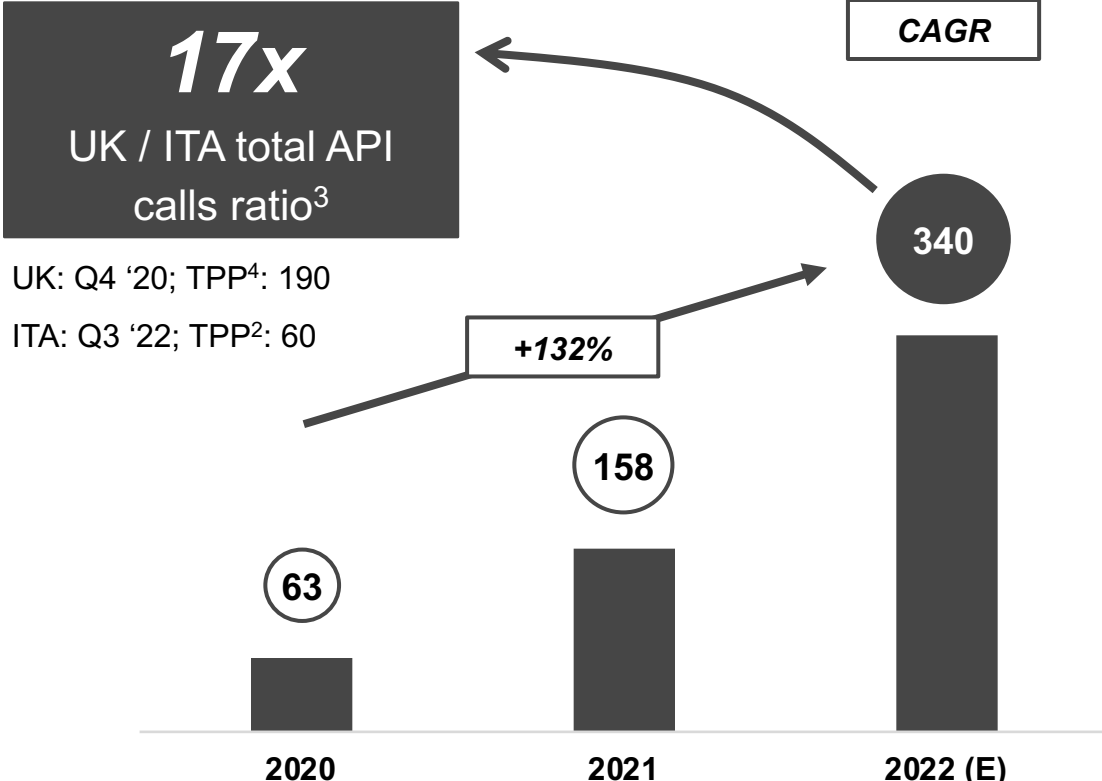 17x
UK / ITA total API
calls ratio3
CAGR
UK: Q4 ‘20; TPP4: 190
ITA: Q3 ‘22; TPP2: 60
340
+132%
158
63
2020
2021
2022 (E)